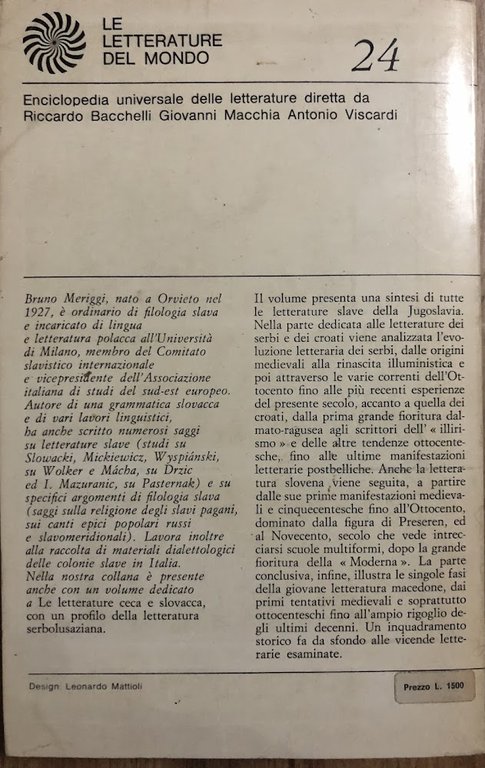 LE
LETTERATURE
DEL MONDO
24
Enciclopedia universale delle letterature diretta da
Riccardo Bacchelli Giovanni Macchia Antonio Viscardi
Bruno Meriggi, nato a Orvieto nel
1927, è ordinario di filologia slava
e incaricato di lingua
e letteratura polacca all'Università
di Milano, membro del Comitato
slavistico internazionale
e vicepresidente dell'Associazione
italiana di studi del sud-est europeo.
Autore di una grammatica slovacca
e di vari lavori linguistici,
ha anche scritto numerosi saggi
su letterature slave (studi su
Slowacki, Mickiewicz, Wyspiánski,
su Wolker e Mácha, su Drzic
ed I. Mazuranic, su Pasternak) e su
specifici argomenti di filologia slava
(saggi sulla religione degli slavi pagani,
sui canti epici popolari russi
e slavomeridionali). Lavora inoltre
alla raccolta di materiali dialettologici
delle colonie slave in Italia.
Nella nostra collana è presente
anche con un volume dedicato
a Le letterature ceca e slovacca,
con un profilo della letteratura
serbolusaziana.
Il volume presenta una sintesi di tutte
le letterature slave della Jugoslavia.
Nella parte dedicata alle letterature dei
serbi e dei croati viene analizzata l'evo-
luzione letteraria dei serbi, dalle origini
medievali alla rinascita illuministica e
poi attraverso le varie correnti dell'Ot-
tocento fino alle più recenti esperienze
del presente secolo, accanto a quella dei
croati, dalla prima grande fioritura dal-
mato-ragusea agli scrittori dell' « illiri-
smo » e delle altre tendenze ottocente-
sche, fino alle ultime manifestazioni
letterarie postbelliche. Anche la lettera-
tura slovena viene seguita, a partire
dalle sue prime manifestazioni medieva-
li e cinquecentesche fino all'Ottocento,
dominato dalla figura di Preseren, ed
al Novecento, secolo che vede intrec-
ciarsi scuole multiformi, dopo la grande
fioritura della « Moderna ». La parte
conclusiva, infine, illustra le singole fasi
della giovane letteratura macedone, dai
primi tentativi medievali e soprattutto
ottocenteschi fino all'ampio rigoglio de-
gli ultimi decenni. Un inquadramento
storico fa da sfondo alle vicende lette-
rarie esaminate.
Design: Leonardo Mattioli
Prezzo L. 1500